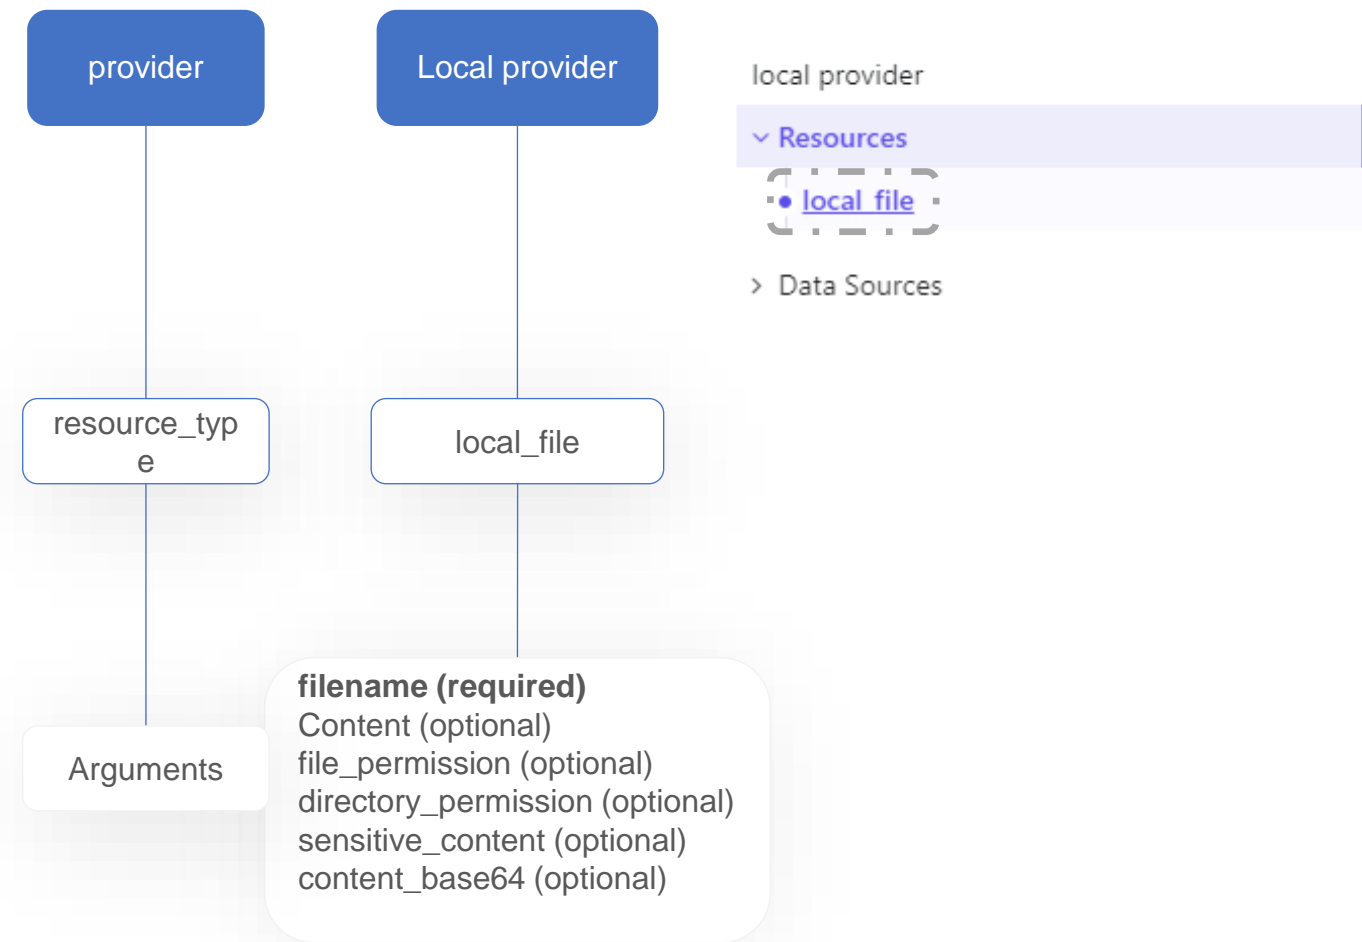 provider
Local provider
local provider
Resources
local_file
Data Sources
resource_typ
e
local_file
Arguments
filename (required)
Content (optional)
file_permission (optional)
directory_permission (optional)
sensitive_content (optional)
content_base64 (optional)